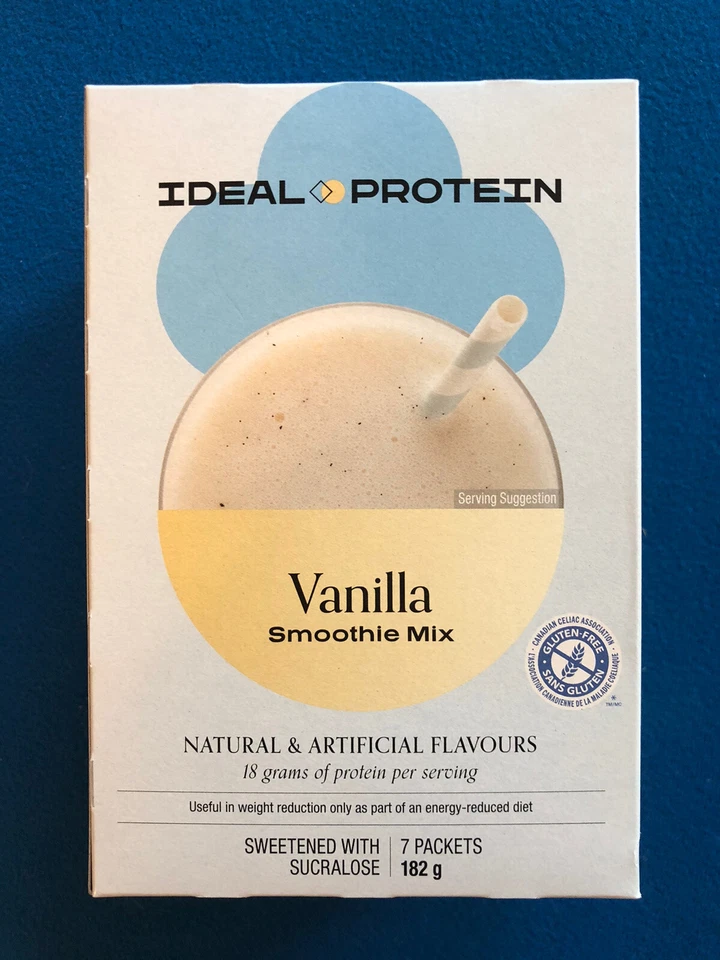 IDEAL PROTEIN
Serving Suggestion
Vanilla
Smoothie Mix
CANADIAN CELIAC ASSOCIATION
GLUTEN-FREE
SANS GLUTEN
L'ASSOCIATION CANADIENNE DE LA MALADIE COELIAQUE
TM/MC
NATURAL & ARTIFICIAL FLAVOURS
18 grams of protein per serving
Useful in weight reduction only as part of an energy-reduced diet
SWEETENED WITH
SUCRALOSE
7 PACKETS
182 g